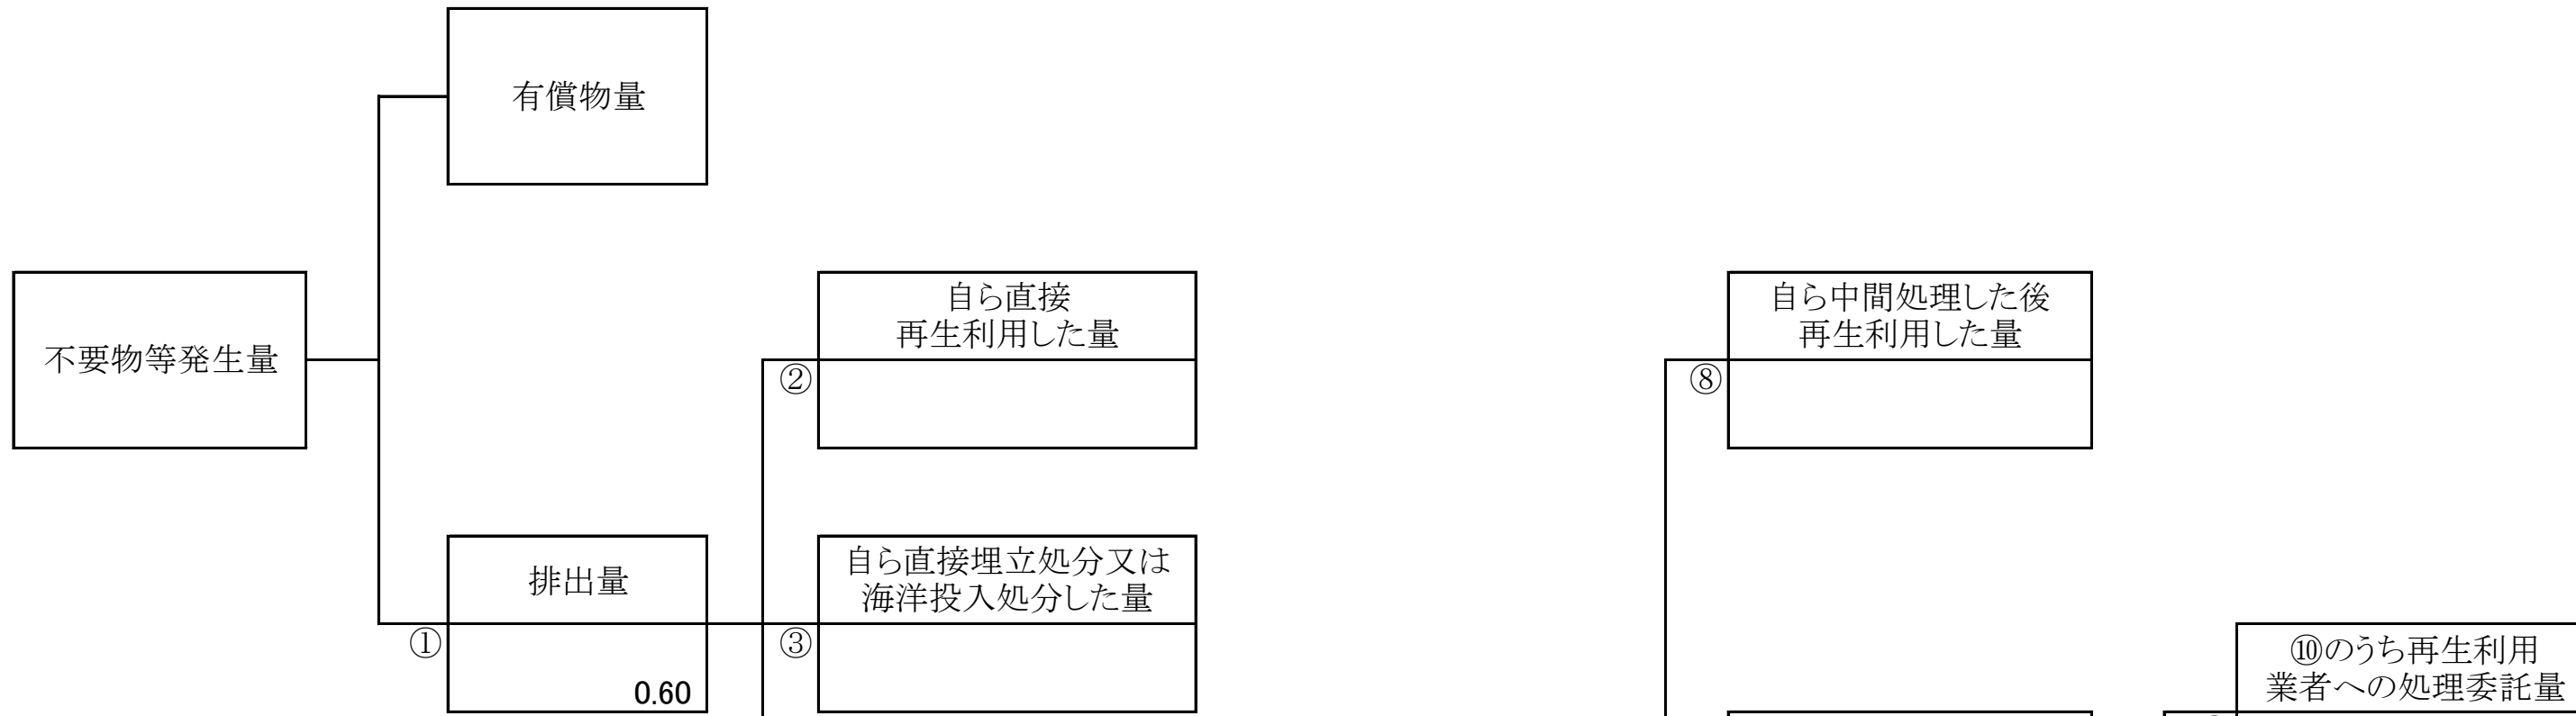 有償物量
不要物等発生量
自ら直接
再生利用した量
②
自ら中間処理した後
再生利用した量
⑧
排出量
①
0.60
自ら直接埋立処分又は
海洋投入処分した量
③
⑩のうち再生利用
業者への処理委託量